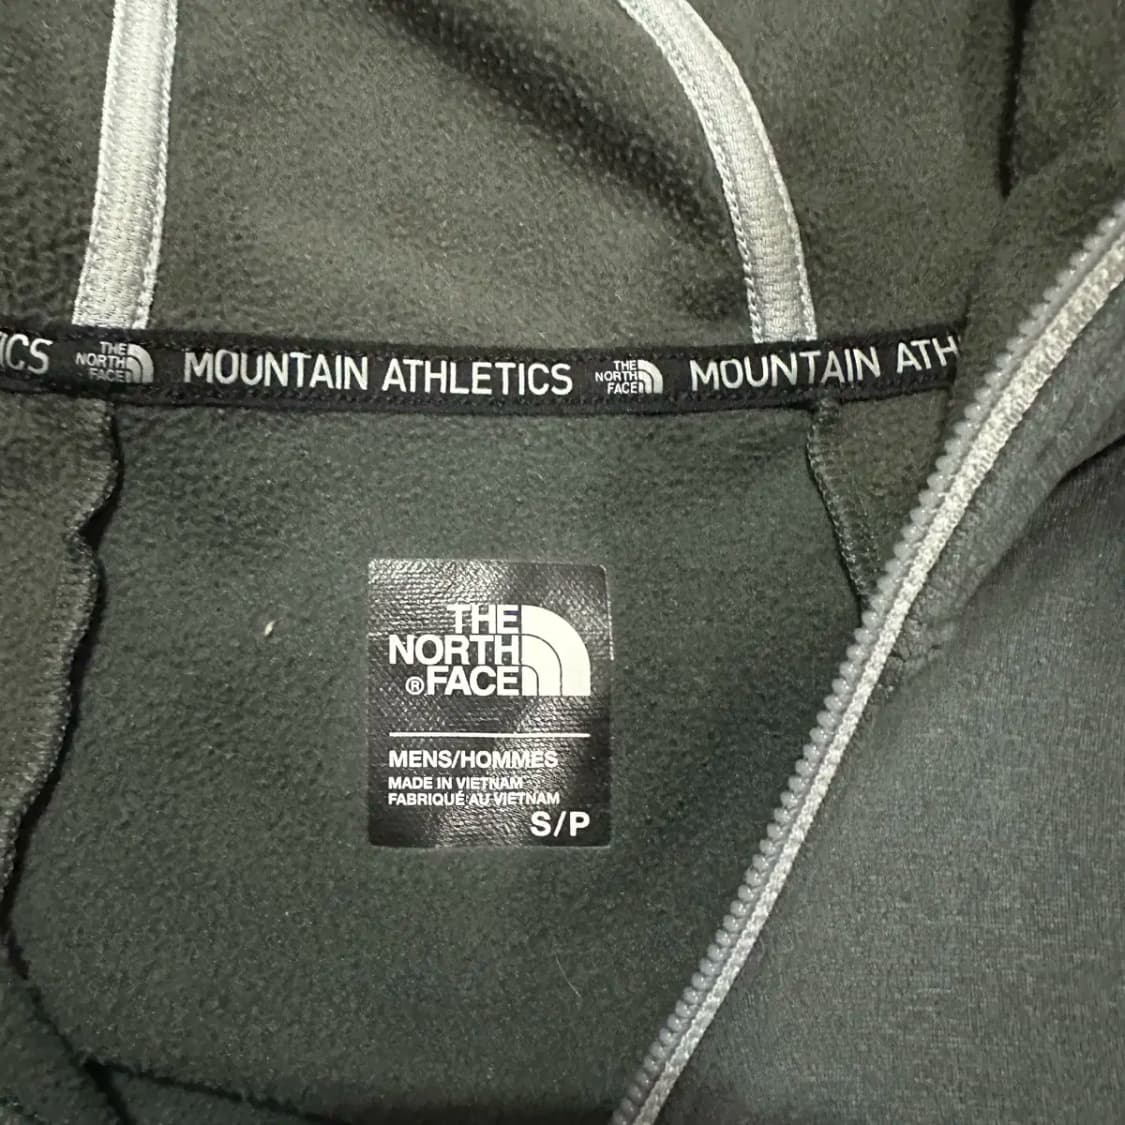 ICS THE NORTH FACE MOUNTAIN ATHLETICS THE NORTH FACE MOUNTAIN ATH
THE
NORTH
®FACE
MENS/HOMMES
MADE IN VIETNAM
FABRIQUÉ AU VIETNAM
S/P